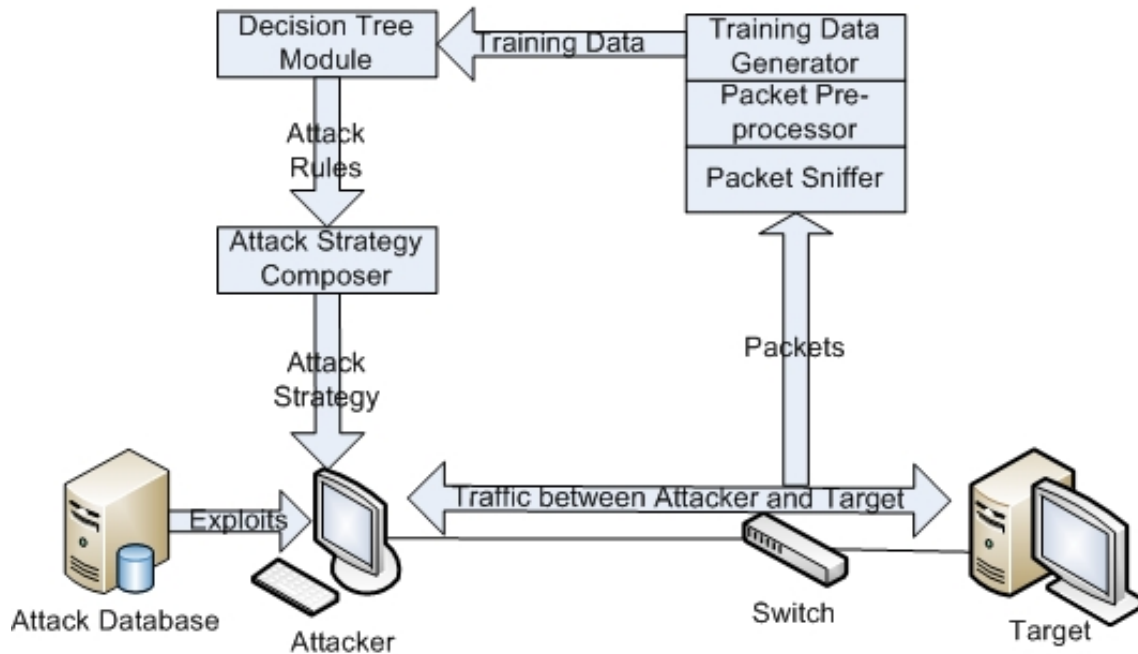 Decision Tree
Module
Training Data
Training Data
Generator
Packet Pre-
processor
Packet Sniffer
Attack
Rules
Attack Strategy
Composer
Attack
Strategy
Packets
Exploits
Traffic between Attacker and Target
Attack Database
Attacker
Switch
Target